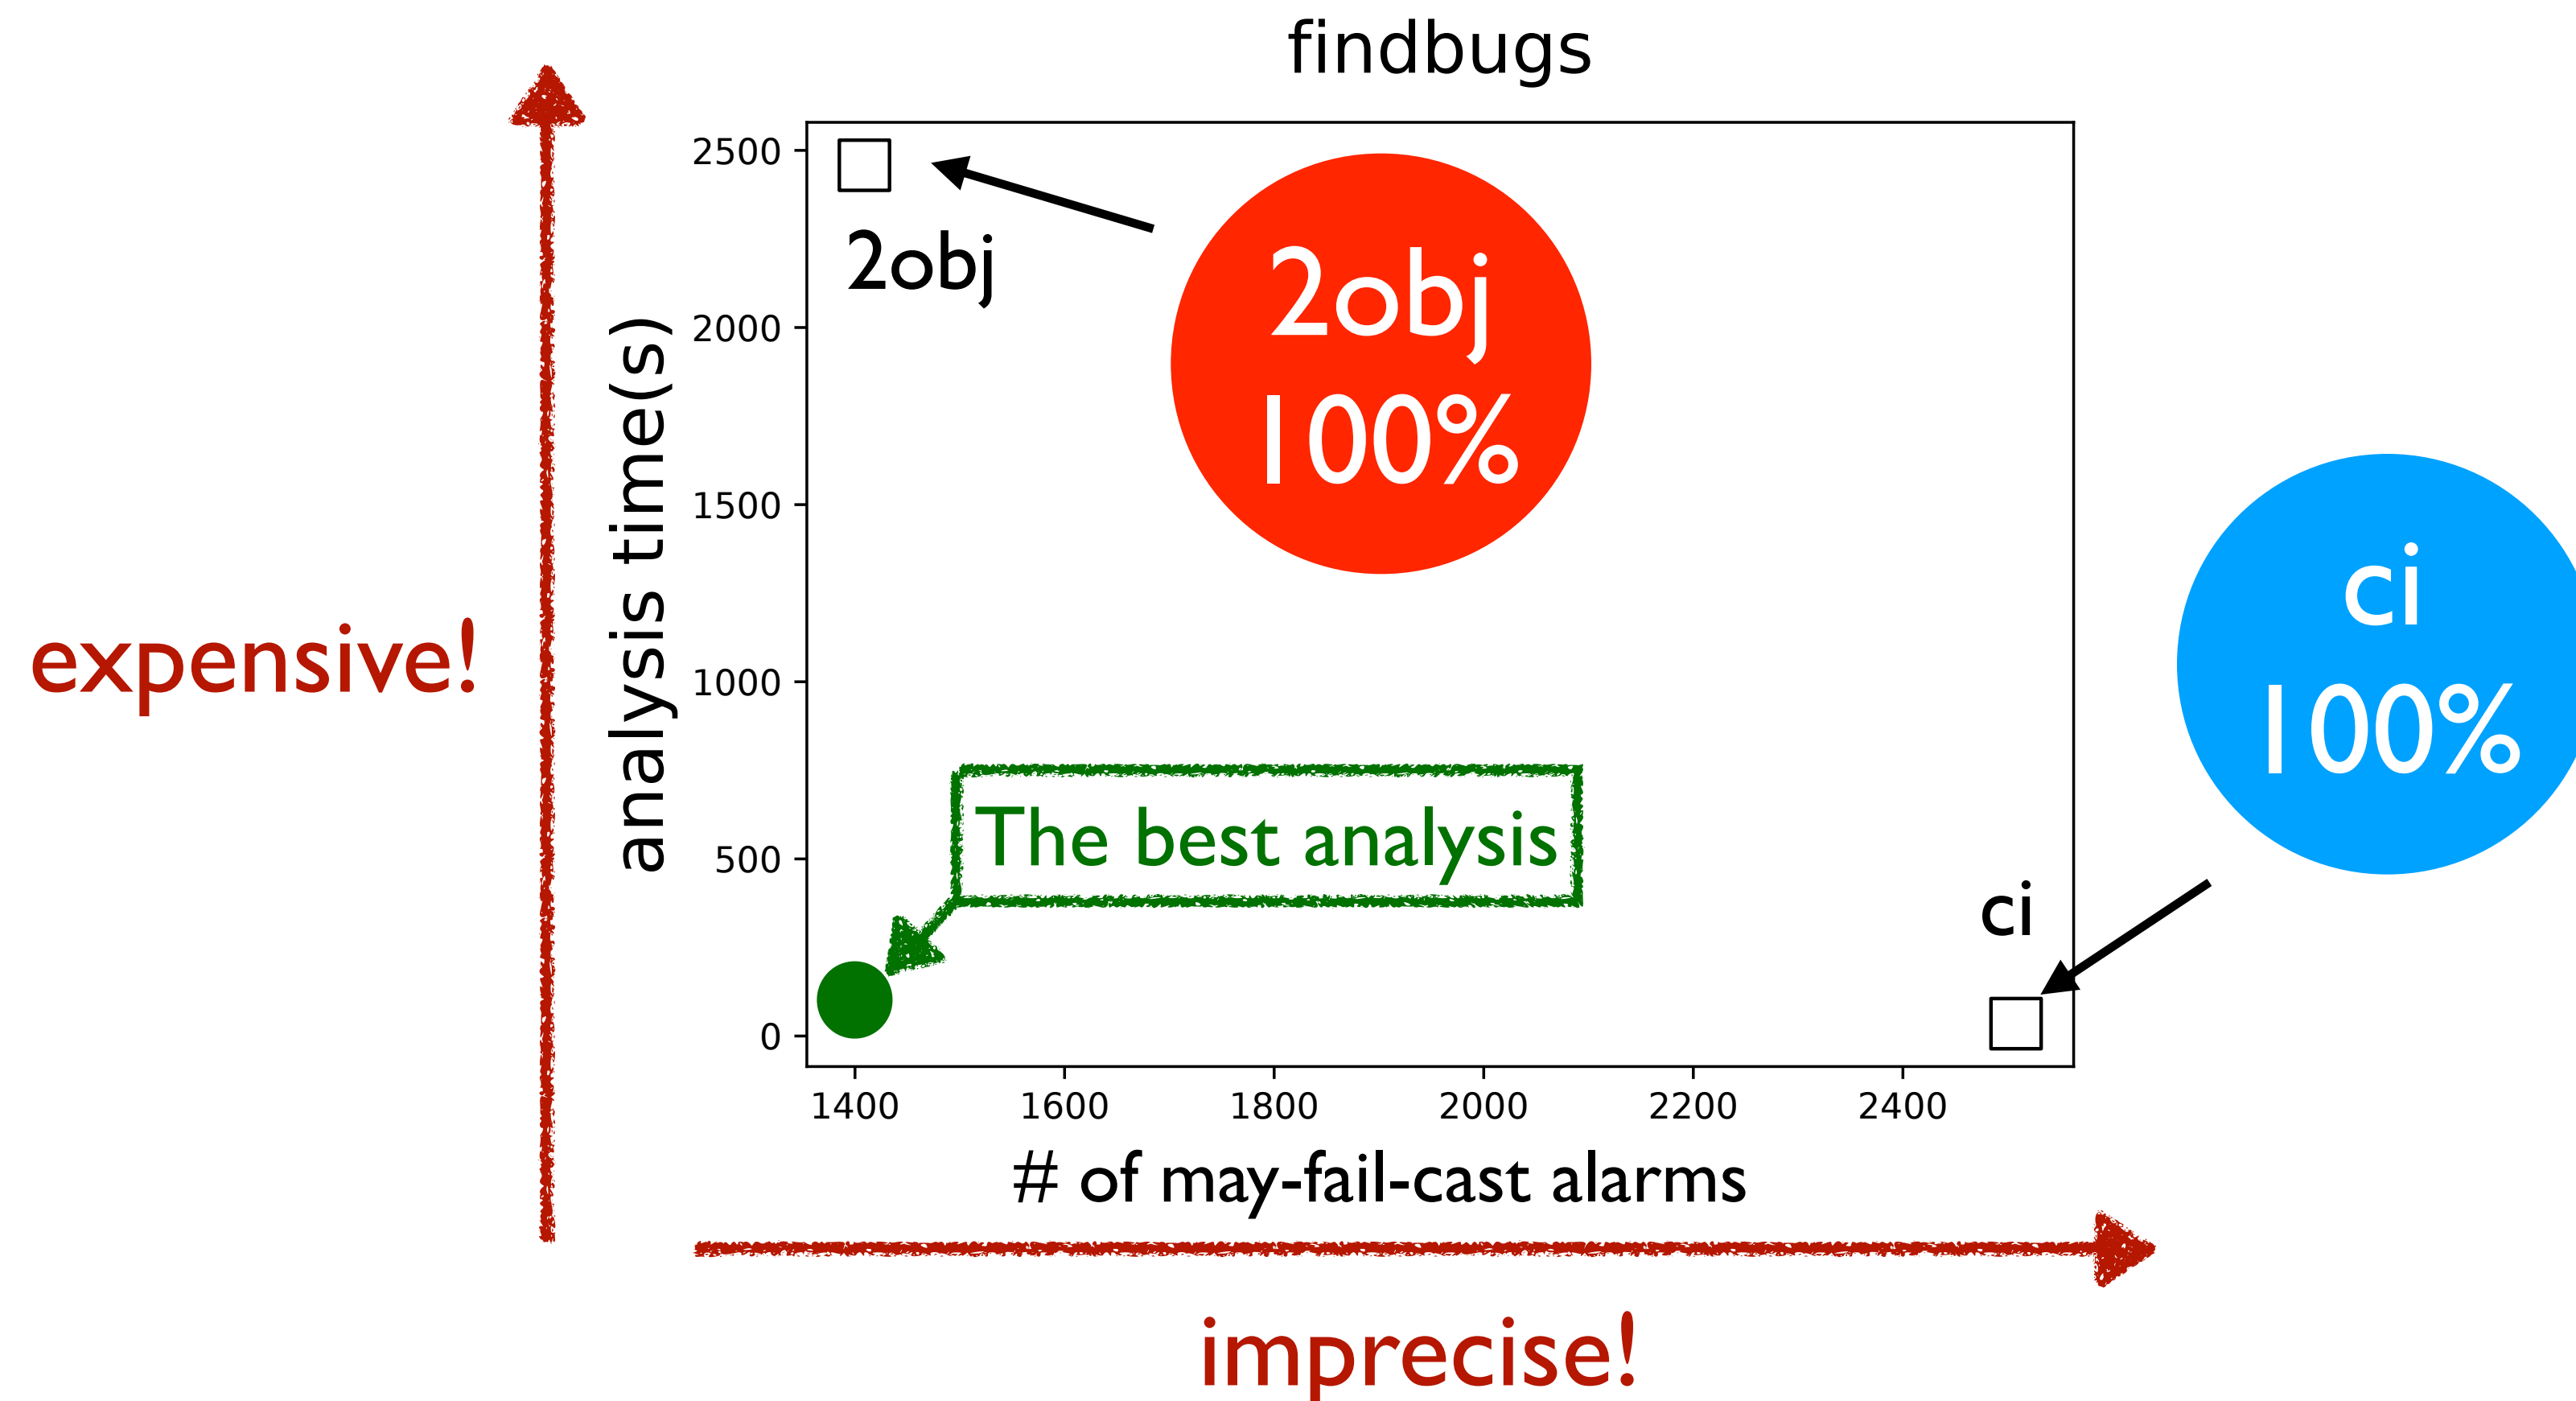 findbugs
2500
2obj
2obj
100%
2000
analysis time(s)
1500
ci
100%
expensive!
1000
The best analysis
500
ci
0
1400 1600 1800 2000 2200 2400
# of may-fail-cast alarms
imprecise!